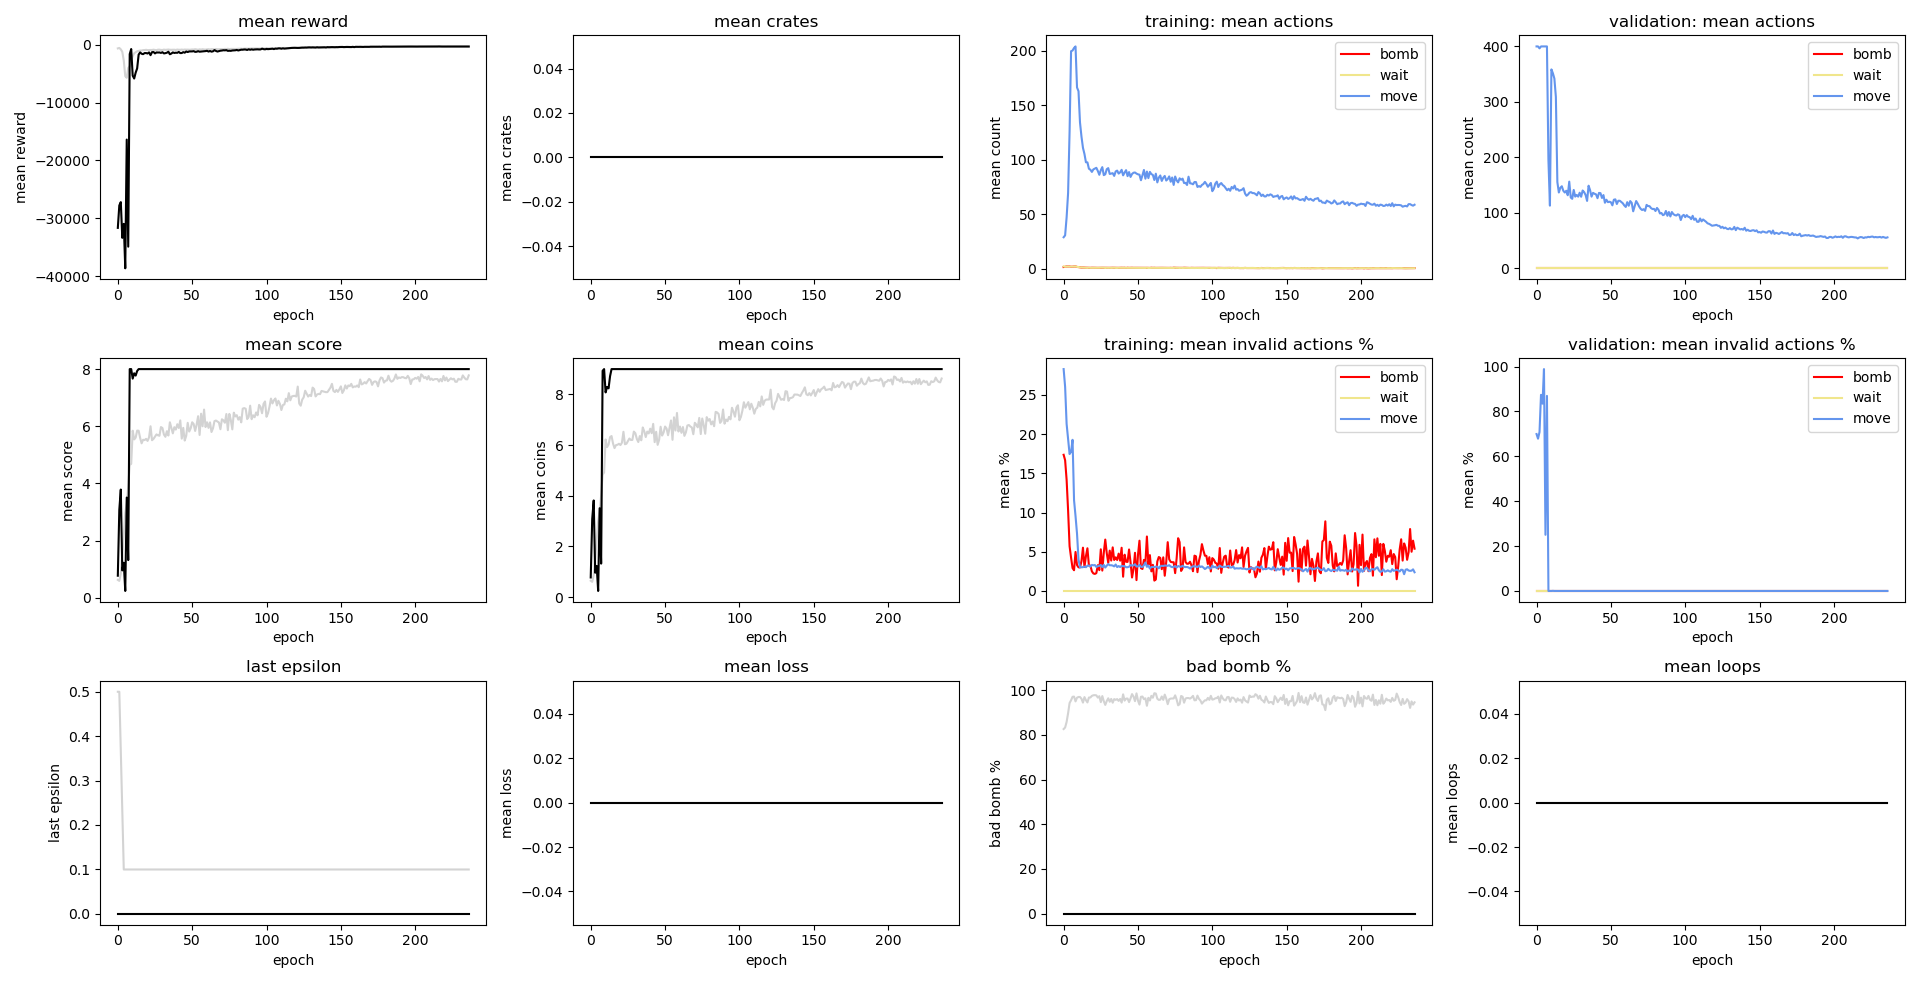 mean reward
mean reward
0
−10000
−20000
−30000
−40000
0 50 100 150 200
epoch
mean crates
mean crates
0.04
0.02
0.00
−0.02
−0.04
0 50 100 150 200
epoch
training: mean actions
mean count
200
150
100
50
0
bomb
wait
move
0 50 100 150 200
epoch
validation: mean actions
mean count
400
300
200
100
0
bomb
wait
move
0 50 100 150 200
epoch
mean score
mean score
8
6
4
2
0
0 50 100 150 200
epoch
mean coins
mean coins
8
6
4
2
0
0 50 100 150 200
epoch
training: mean invalid actions %
mean %
25
20
15
10
5
0
bomb
wait
move
0 50 100 150 200
epoch
validation: mean invalid actions %
mean %
100
80
60
40
20
0
bomb
wait
move
0 50 100 150 200
epoch
last epsilon
last epsilon
0.5
0.4
0.3
0.2
0.1
0.0
0 50 100 150 200
epoch
mean loss
mean loss
0.04
0.02
0.00
−0.02
−0.04
0 50 100 150 200
epoch
bad bomb %
bad bomb %
100
80
60
40
20
0
0 50 100 150 200
epoch
mean loops
mean loops
0.04
0.02
0.00
−0.02
−0.04
0 50 100 150 200
epoch